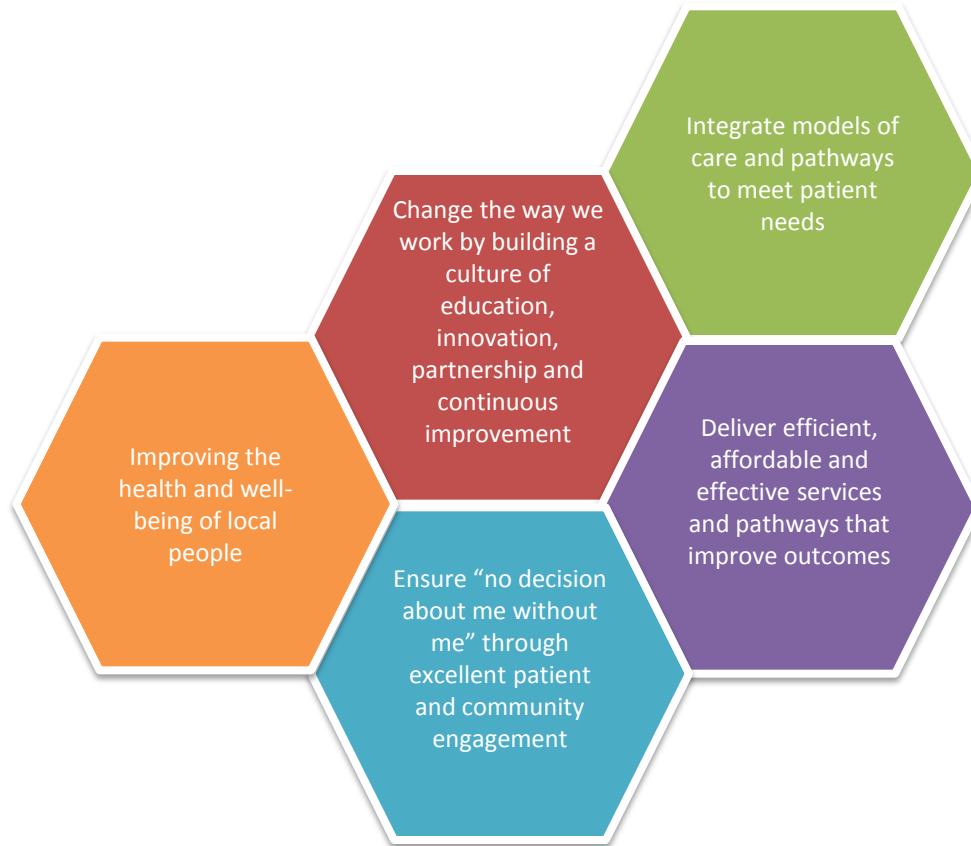 Integrate models of
care and pathways
to meet patient
needs
Change the way we
work by building a
culture of
education,
innovation,
partnership and
continuous
improvement
Deliver efficient,
affordable and
effective services
and pathways that
improve outcomes
Improving the
health and well-
being of local
people
Ensure “no decision
about me without
me” through
excellent patient
and community
engagement